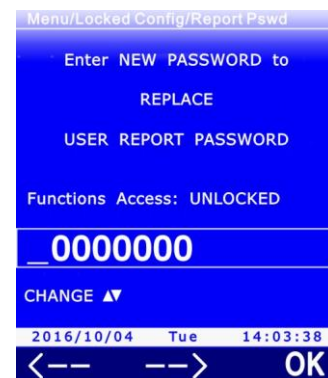 Menu/Locked Config/Report Pswd
Enter NEW PASSWORD to
REPLACE
USER REPORT PASSWORD
Functions Access: UNLOCKED
_0000000
CHANGE ▲▼
2016/10/04 Tue 14:03:38
<-- --> OK